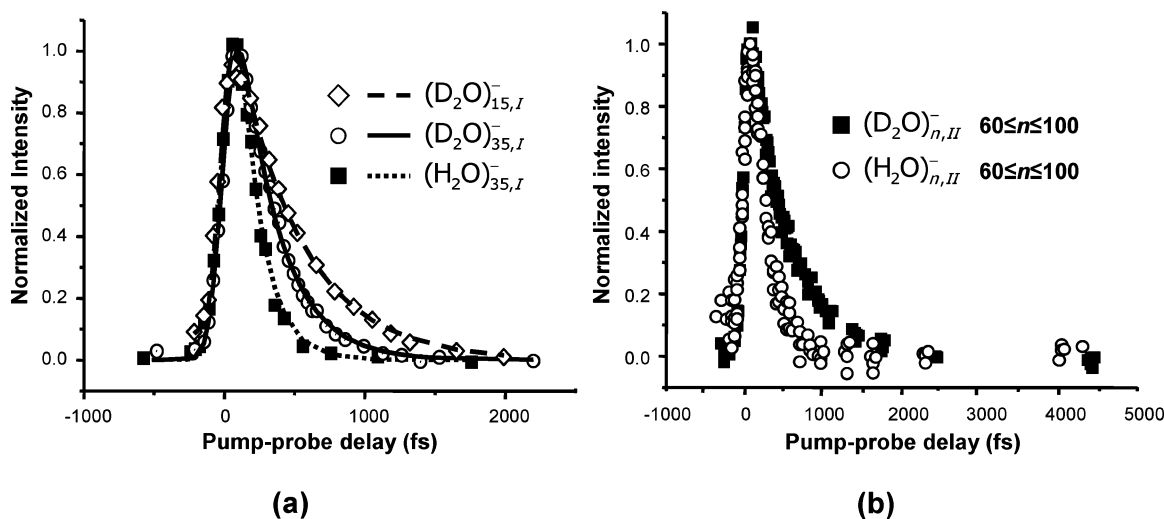 1.0
0.8
0.6
0.4
0.2
0.0
Normalized Intensity
(D₂O)⁻₁₅,I
(D₂O)⁻₃₅,I
(H₂O)⁻₃₅,I
-1000 0 1000 2000
Pump-probe delay (fs)
(a)
1.0
0.8
0.6
0.4
0.2
0.0
Normalized intensity
(D₂O)⁻n,II 60≤n≤100
(H₂O)⁻n,II 60≤n≤100
-1000 0 1000 2000 3000 4000 5000
Pump-probe delay (fs)
(b)